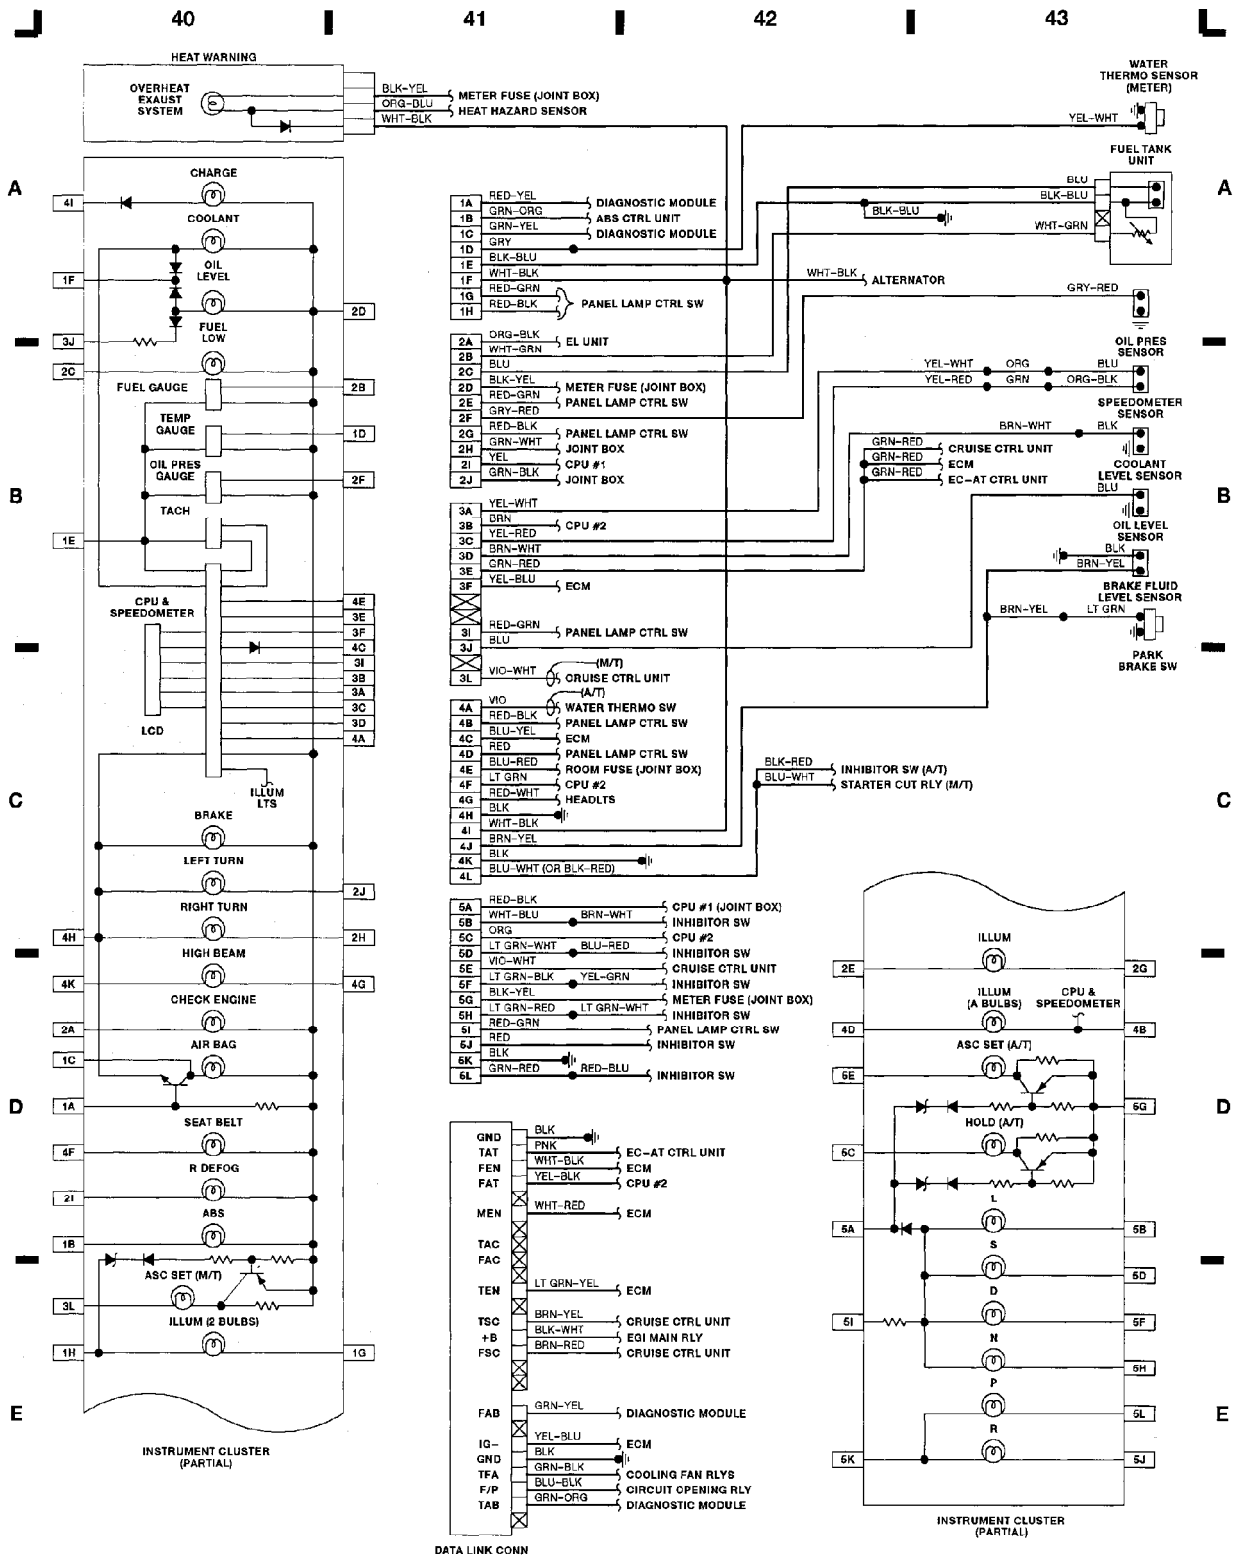 40 41 42 43
HEAT WARNING
OVERHEAT
EXAUST
SYSTEM
BLK-YEL METER FUSE (JOINT BOX)
ORG-BLU HEAT HAZARD SENSOR
WHT-BLK
WATER
THERMO SENSOR
(METER)
YEL-WHT
FUEL TANK
UNIT
BLU
BLK-BLU
BLK-BLU
WHT-GRN
WHT-BLK ALTERNATOR
GRY-RED
OIL PRES
SENSOR
YEL-WHT ORG BLU
YEL-RED GRN ORG-BLK
SPEEDOMETER
SENSOR
BRN-WHT BLK
GRN-RED CRUISE CTRL UNIT
GRN-RED ECM
GRN-RED EC-AT CTRL UNIT
COOLANT
LEVEL SENSOR
BLU
OIL LEVEL
SENSOR
BLK
BRN-YEL
BRAKE FLUID
LEVEL SENSOR
BRN-YEL LT GRN
PARK
BRAKE SW
BLK-RED INHIBITOR SW (A/T)
BLU-WHT STARTER CUT RLY (M/T)
A A
B B
C C
D D
E E
CHARGE
4I
COOLANT
OIL
LEVEL
1F
FUEL
LOW
2D
3J
2C
FUEL GAUGE 2B
TEMP
GAUGE
1D
OIL PRES
GAUGE
2F
TACH
1E
CPU &
SPEEDOMETER
4E
3E
3F
4C
3I
3B
3A
3C
3D
4A
LCD
ILLUM
LTS
BRAKE
LEFT TURN
2J
RIGHT TURN
4H 2H
HIGH BEAM
4K 4G
CHECK ENGINE
2A
AIR BAG
1C
1A
SEAT BELT
4F
R DEFOG
2I
ABS
1B
ASC SET (M/T)
3L
ILLUM (2 BULBS)
1H 1G
INSTRUMENT CLUSTER
(PARTIAL)
1A RED-YEL DIAGNOSTIC MODULE
1B GRN-ORG ABS CTRL UNIT
1C GRN-YEL DIAGNOSTIC MODULE
1D GRY
1E BLK-BLU
1F WHT-BLK
1G RED-GRN
PANEL LAMP CTRL SW
1H RED-BLK
2A ORG-BLK EL UNIT
2B WHT-GRN
2C BLU
2D BLK-YEL METER FUSE (JOINT BOX)
2E RED-GRN PANEL LAMP CTRL SW
2F GRY-RED
2G RED-BLK PANEL LAMP CTRL SW
2H GRN-WHT JOINT BOX
2I YEL CPU #1
2J GRN-BLK JOINT BOX
3A YEL-WHT
3B BRN CPU #2
3C YEL-RED
3D BRN-WHT
3E GRN-RED
3F YEL-BLU ECM
3I RED-GRN PANEL LAMP CTRL SW
3J BLU
(M/T)
3L VIO-WHT CRUISE CTRL UNIT
(A/T)
4A VIO WATER THERMO SW
4B RED-BLK PANEL LAMP CTRL SW
4C BLU-YEL ECM
4D RED PANEL LAMP CTRL SW
4E BLU-RED ROOM FUSE (JOINT BOX)
4F LT GRN CPU #2
4G RED-WHT HEADLTS
4H BLK
4I WHT-BLK
4J BRN-YEL
4K BLK
4L BLU-WHT (OR BLK-RED)
5A RED-BLK CPU #1 (JOINT BOX)
5B WHT-BLU BRN-WHT INHIBITOR SW
5C ORG CPU #2
5D LT GRN-WHT BLU-RED INHIBITOR SW
5E VIO-WHT CRUISE CTRL UNIT
5F LT GRN-BLK YEL-GRN INHIBITOR SW
5G BLK-YEL METER FUSE (JOINT BOX)
5H LT GRN-RED LT GRN-WHT INHIBITOR SW
5I RED-GRN PANEL LAMP CTRL SW
5J RED INHIBITOR SW
5K BLK
5L GRN-RED RED-BLU INHIBITOR SW
GND BLK
TAT PNK EC-AT CTRL UNIT
FEN WHT-BLK ECM
FAT YEL-BLK CPU #2
MEN WHT-RED ECM
TAC
FAC
TEN LT GRN-YEL ECM
TSC BRN-YEL CRUISE CTRL UNIT
+B BLK-WHT EGI MAIN RLY
FSC BRN-RED CRUISE CTRL UNIT
FAB GRN-YEL DIAGNOSTIC MODULE
IG- YEL-BLU ECM
GND BLK
TFA GRN-BLK COOLING FAN RLYS
F/P BLU-BLK CIRCUIT OPENING RLY
TAB GRN-ORG DIAGNOSTIC MODULE
DATA LINK CONN
ILLUM
2E 2G
ILLUM
(A BULBS)
CPU &
SPEEDOMETER
4D 4B
ASC SET (A/T)
5E
5G
HOLD (A/T)
5C
L
5A 5B
S
5D
D
5I 5F
N
5H
P
5L
R
5K 5J
INSTRUMENT CLUSTER
(PARTIAL)